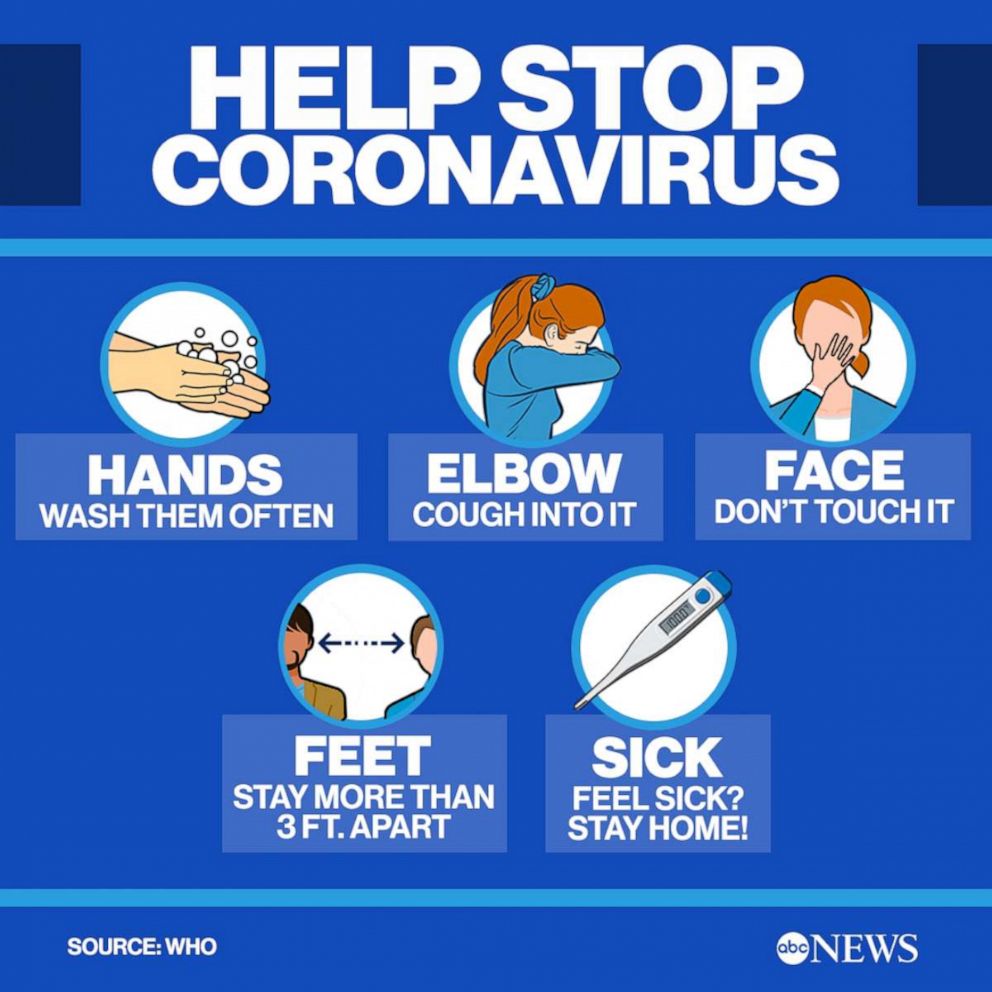 HELP STOP
CORONAVIRUS
HANDS
WASH THEM OFTEN
ELBOW
COUGH INTO IT
FACE
DON'T TOUCH IT
FEET
STAY MORE THAN
3 FT. APART
SICK
FEEL SICK?
STAY HOME!
SOURCE: WHO
abc NEWS